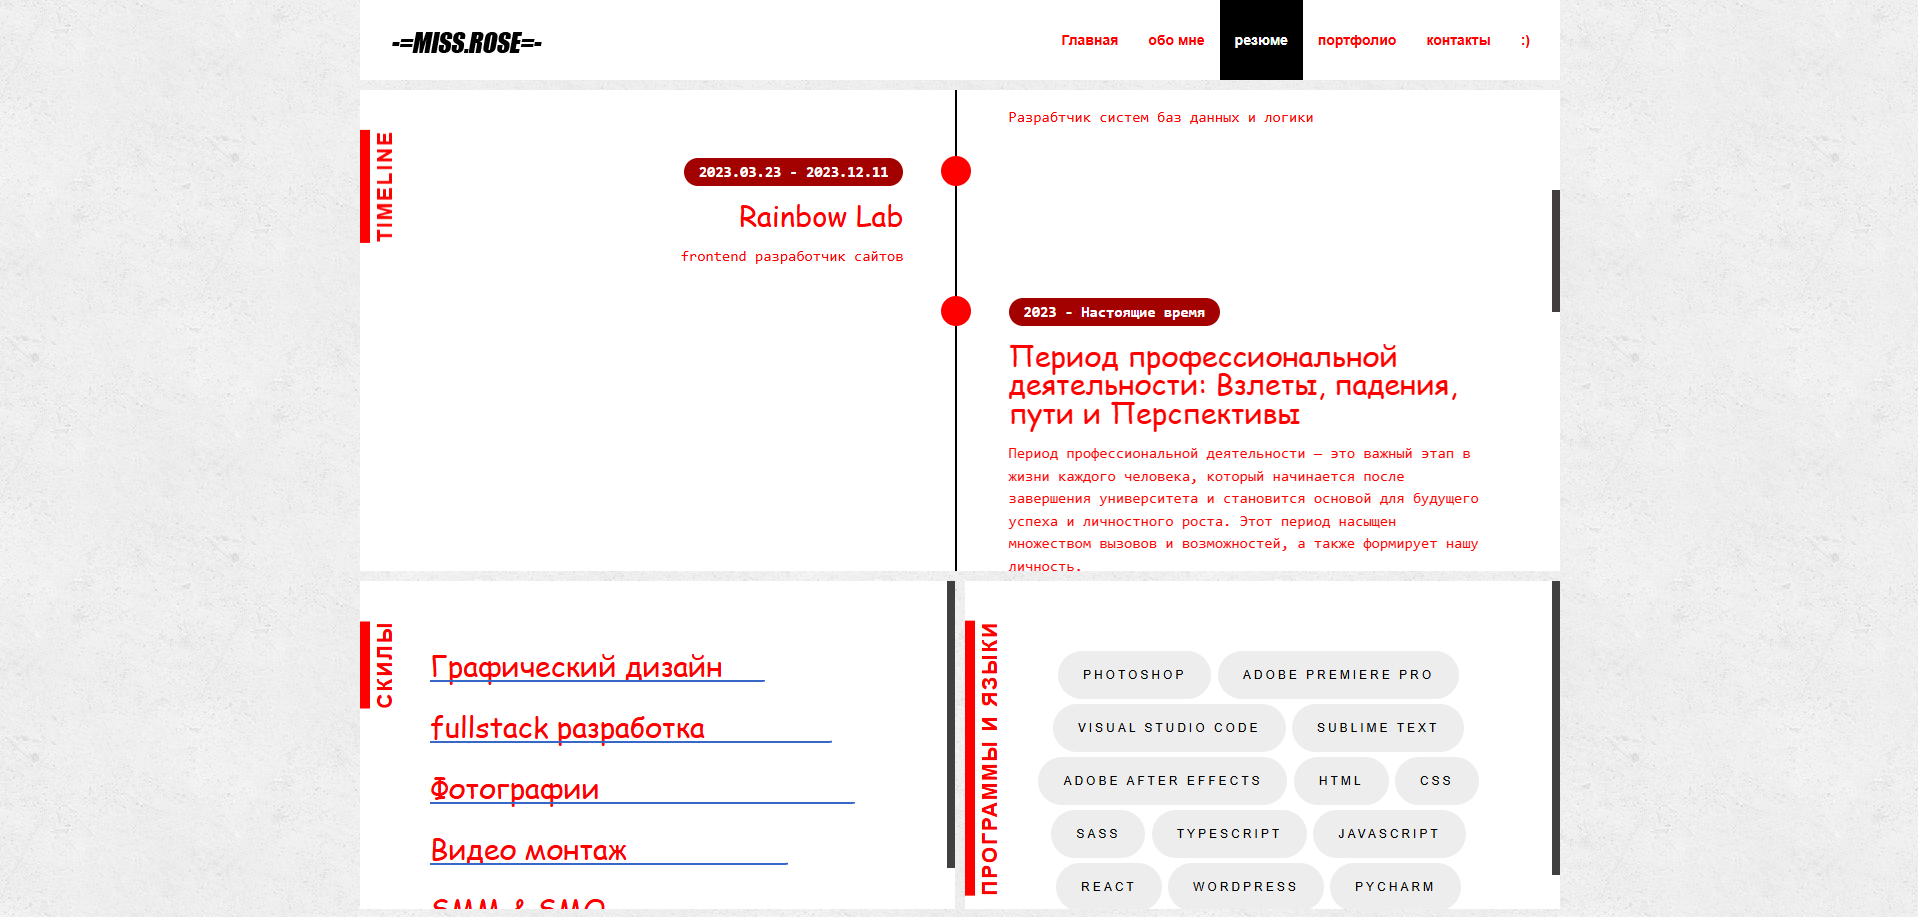 -=MISS.ROSE=-
Главная обо мне резюме портфолио контакты :)
TIMELINE
Разрабтчик систем баз данных и логики
2023.03.23 - 2023.12.11
Rainbow Lab
frontend разработчик сайтов
2023 - Настоящие время
Период профессиональной
деятельности: Взлеты, падения,
пути и Перспективы
Период профессиональной деятельности – это важный этап в
жизни каждого человека, который начинается после
завершения университета и становится основой для будущего
успеха и личностного роста. Этот период насыщен
множеством вызовов и возможностей, а также формирует нашу
личность.
СКИЛЫ
Графический дизайн
fullstack разработка
Фотографии
Видео монтаж
SMM & SMO
ПРОГРАММЫ И ЯЗЫКИ
PHOTOSHOP ADOBE PREMIERE PRO
VISUAL STUDIO CODE SUBLIME TEXT
ADOBE AFTER EFFECTS HTML CSS
SASS TYPESCRIPT JAVASCRIPT
REACT WORDPRESS PYCHARM